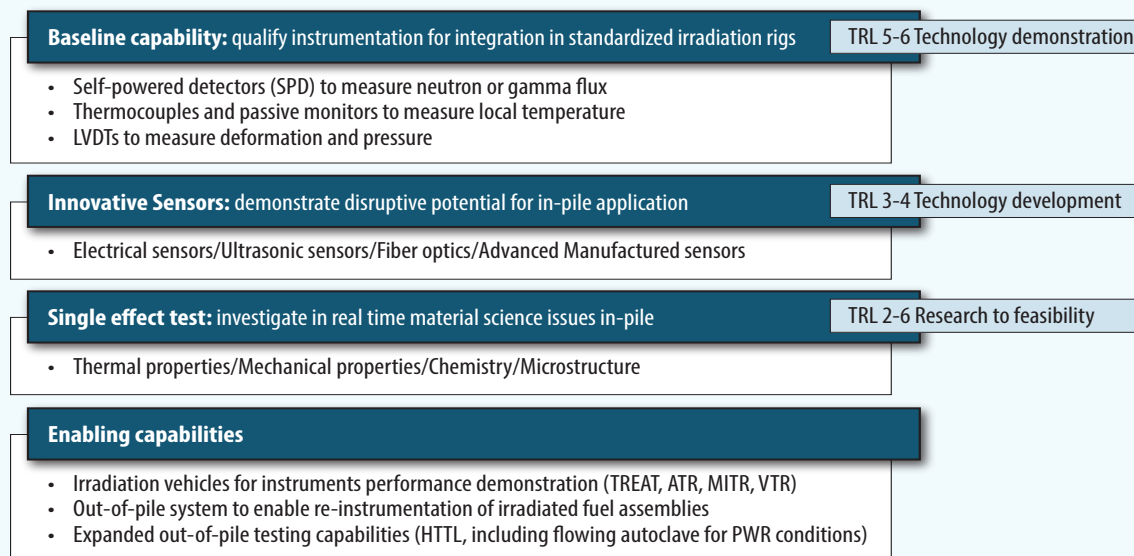 Baseline capability: qualify instrumentation for integration in standardized irradiation rigs
TRL 5-6 Technology demonstration
• Self-powered detectors (SPD) to measure neutron or gamma flux
• Thermocouples and passive monitors to measure local temperature
• LVDTs to measure deformation and pressure
Innovative Sensors: demonstrate disruptive potential for in-pile application
TRL 3-4 Technology development
• Electrical sensors/Ultrasonic sensors/Fiber optics/Advanced Manufactured sensors
Single effect test: investigate in real time material science issues in-pile
TRL 2-6 Research to feasibility
• Thermal properties/Mechanical properties/Chemistry/Microstructure
Enabling capabilities
• Irradiation vehicles for instruments performance demonstration (TREAT, ATR, MITR, VTR)
• Out-of-pile system to enable re-instrumentation of irradiated fuel assemblies
• Expanded out-of-pile testing capabilities (HTTL, including flowing autoclave for PWR conditions)